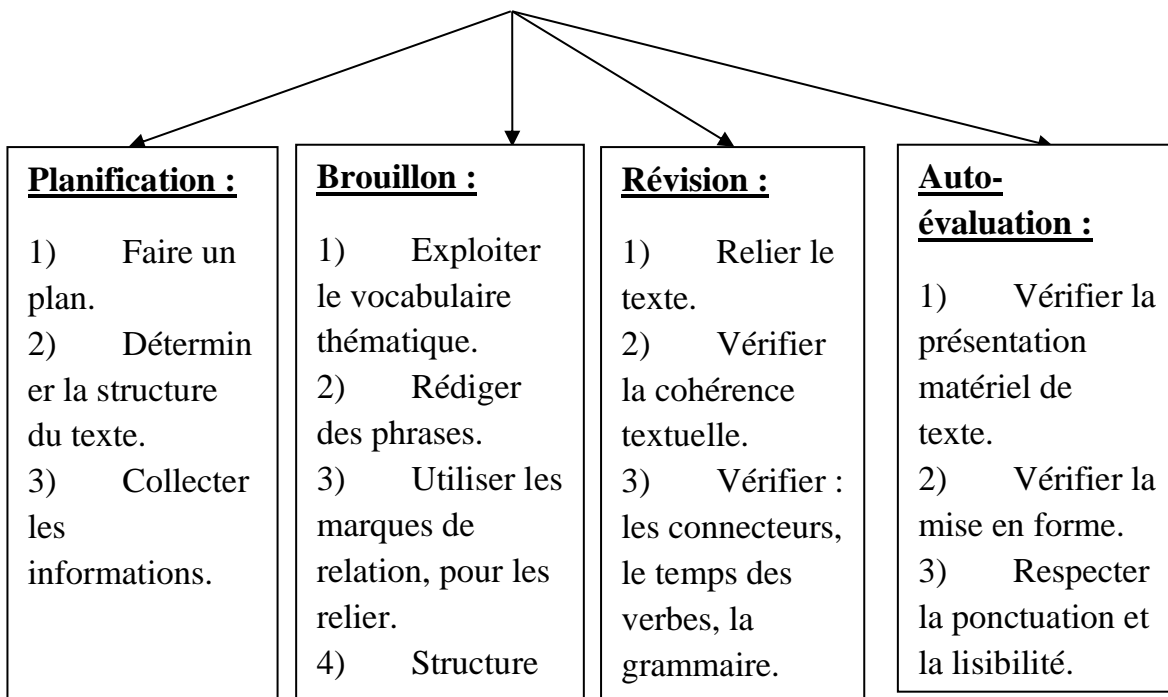 Planification :
1) Faire un
plan.
2) Détermin
er la structure
du texte.
3) Collecter
les
informations.
Brouillon :
1) Exploiter
le vocabulaire
thématique.
2) Rédiger
des phrases.
3) Utiliser les
marques de
relation, pour les
relier.
4) Structure
Révision :
1) Relier le
texte.
2) Vérifier
la cohérence
textuelle.
3) Vérifier :
les connecteurs,
le temps des
verbes, la
grammaire.
Auto-
évaluation :
1) Vérifier la
présentation
matériel de
texte.
2) Vérifier la
mise en forme.
3) Respecter
la ponctuation et
la lisibilité.